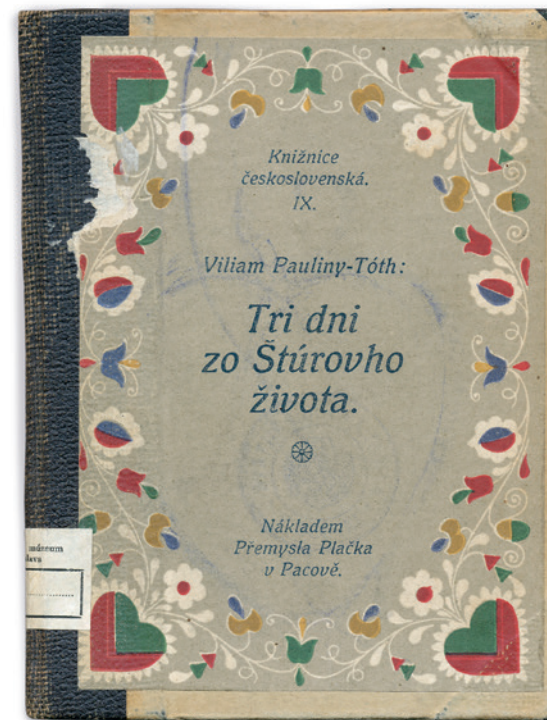 Knižnice
československá.
IX.
Viliam Pauliny-Tóth:
Tri dni
zo Štúrovho
života.
Nákladem
Přemysla Plačka
v Pacově.